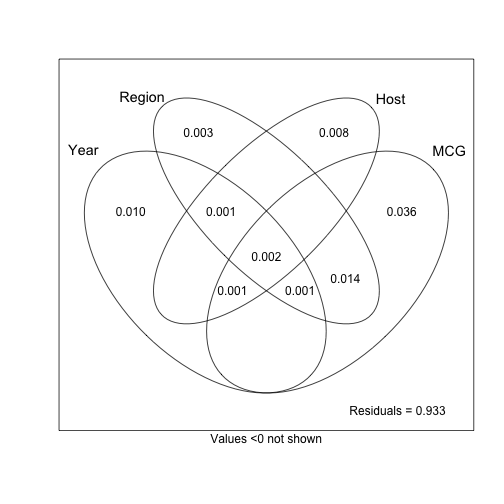 Region
Host
0.003
0.008
Year
MCG
0.010
0.001
0.036
0.002
0.014
0.001
0.001
Residuals = 0.933
Values <0 not shown